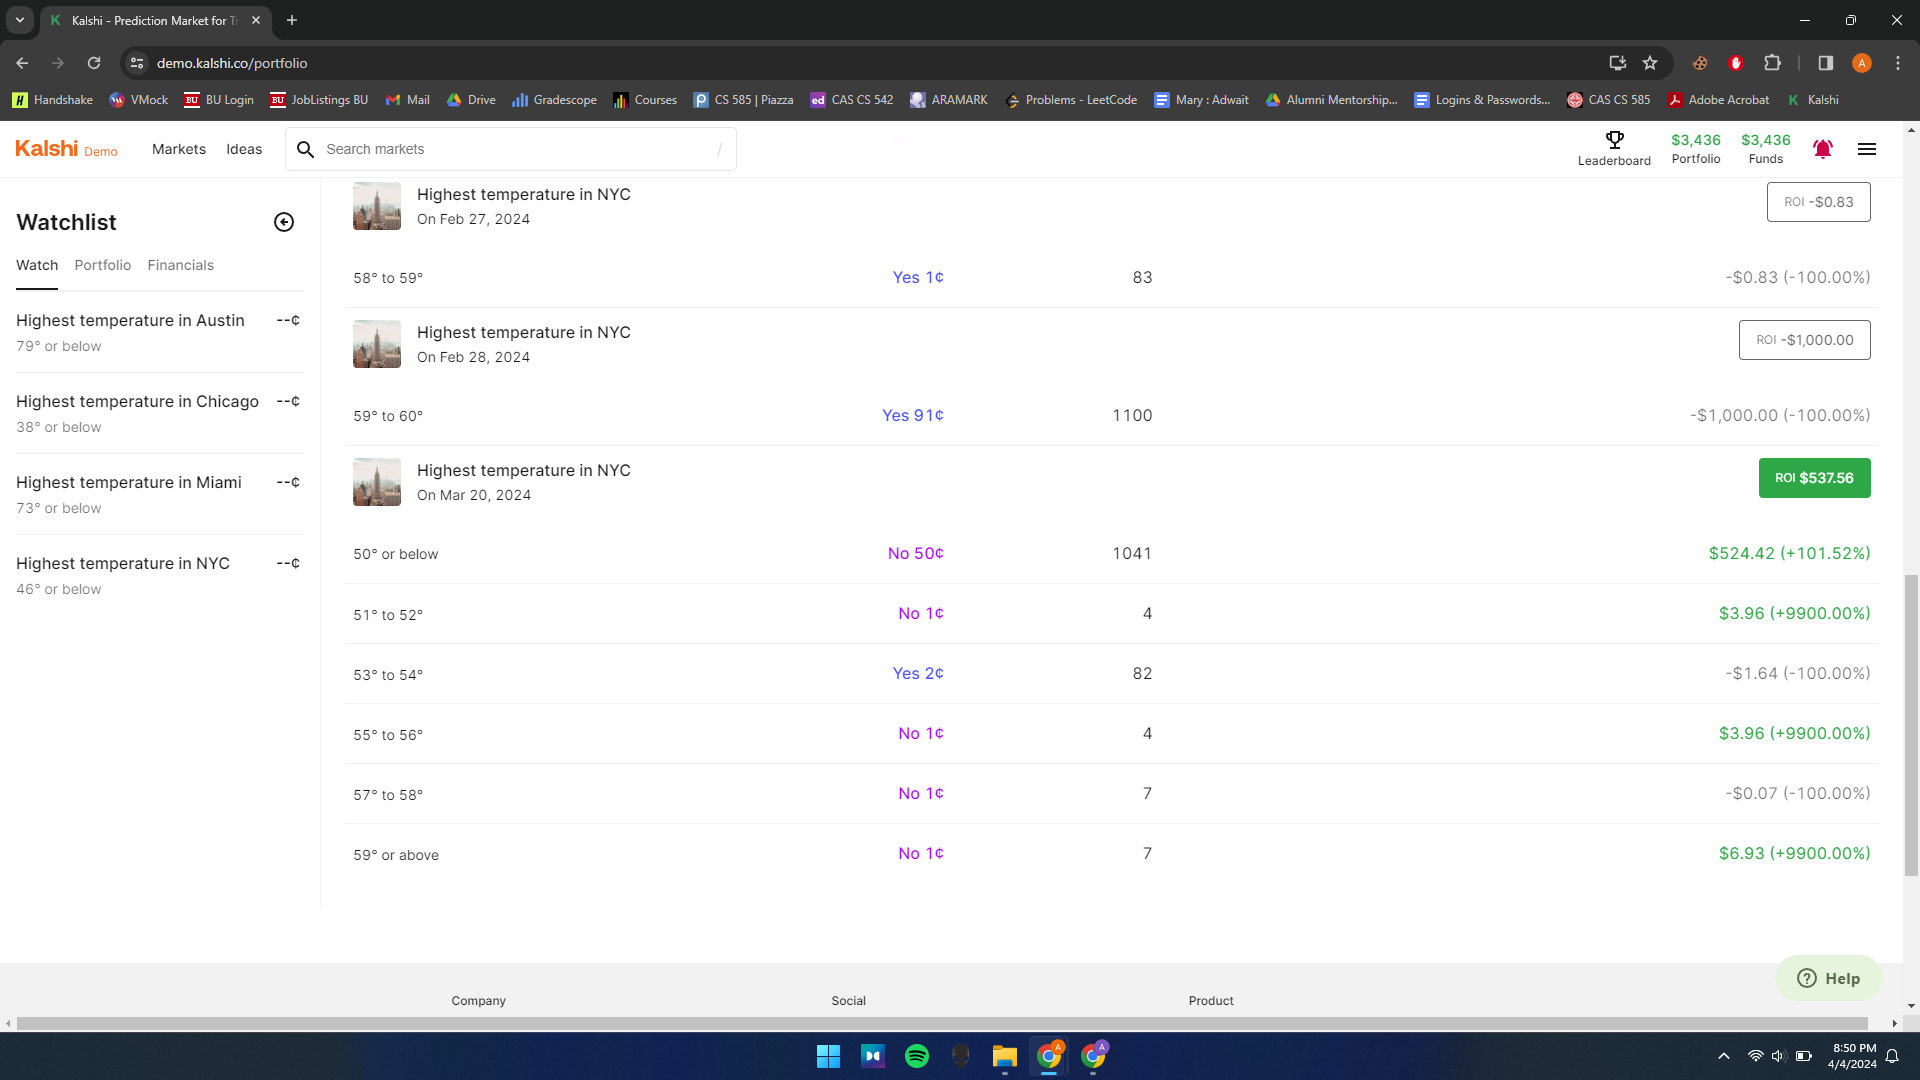 Kalshi - Prediction Market for Tr
demo.kalshi.co/portfolio
A
Handshake VMock BU Login JobListings BU Mail Drive Gradescope Courses CS 585 | Piazza CAS CS 542 ARAMARK Problems - LeetCode Mary : Adwait Alumni Mentorship... Logins & Passwords... CAS CS 585 Adobe Acrobat Kalshi
Kalshi Demo Markets Ideas Search markets / Leaderboard $3,436 Portfolio $3,436 Funds
Watchlist
Watch Portfolio Financials
Highest temperature in Austin --¢
79° or below
Highest temperature in Chicago --¢
38° or below
Highest temperature in Miami --¢
73° or below
Highest temperature in NYC --¢
46° or below
Highest temperature in NYC
On Feb 27, 2024
ROI -$0.83
58° to 59° Yes 1¢ 83 -$0.83 (-100.00%)
Highest temperature in NYC
On Feb 28, 2024
ROI -$1,000.00
59° to 60° Yes 91¢ 1100 -$1,000.00 (-100.00%)
Highest temperature in NYC
On Mar 20, 2024
ROI $537.56
50° or below No 50¢ 1041 $524.42 (+101.52%)
51° to 52° No 1¢ 4 $3.96 (+9900.00%)
53° to 54° Yes 2¢ 82 -$1.64 (-100.00%)
55° to 56° No 1¢ 4 $3.96 (+9900.00%)
57° to 58° No 1¢ 7 -$0.07 (-100.00%)
59° or above No 1¢ 7 $6.93 (+9900.00%)
Help
Company Social Product
8:50 PM
4/4/2024